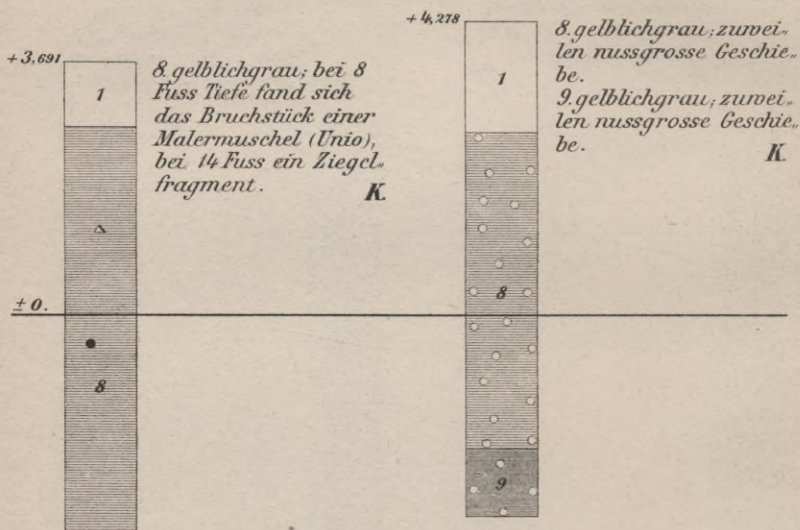 +3,691
1
8. gelblichgrau; bei 8
Fuss Tiefe fand sich
das Bruchstück einer
Malermuschel (Unio),
bei 14 Fuss ein Ziegel„
fragment.
K.
8
± 0.
+4,278
1
8. gelblichgrau; zuwei„
len nussgrosse Geschie„
be.
9. gelblichgrau; zuwei„
len nussgrosse Geschie„
be.
K.
8
9